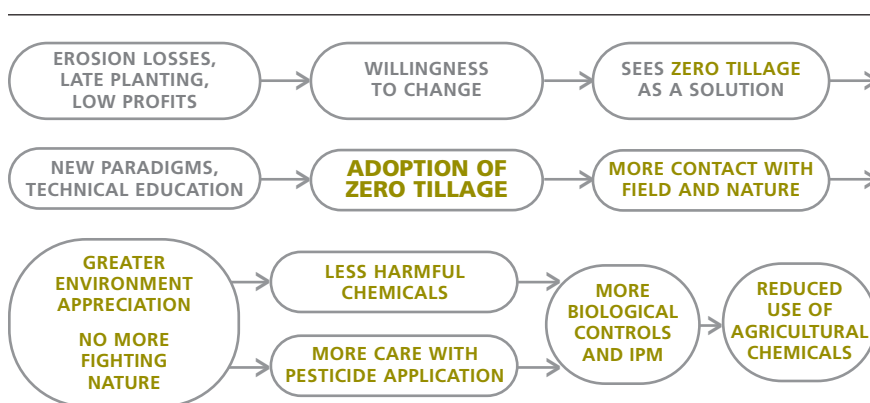 EROSION LOSSES,
LATE PLANTING,
LOW PROFITS
WILLINGNESS
TO CHANGE
SEES ZERO TILLAGE
AS A SOLUTION
NEW PARADIGMS,
TECHNICAL EDUCATION
ADOPTION OF
ZERO TILLAGE
MORE CONTACT WITH
FIELD AND NATURE
GREATER
ENVIRONMENT
APPRECIATION
NO MORE
FIGHTING
NATURE
LESS HARMFUL
CHEMICALS
MORE CARE WITH
PESTICIDE APPLICATION
MORE
BIOLOGICAL
CONTROLS
AND IPM
REDUCED
USE OF
AGRICULTURAL
CHEMICALS